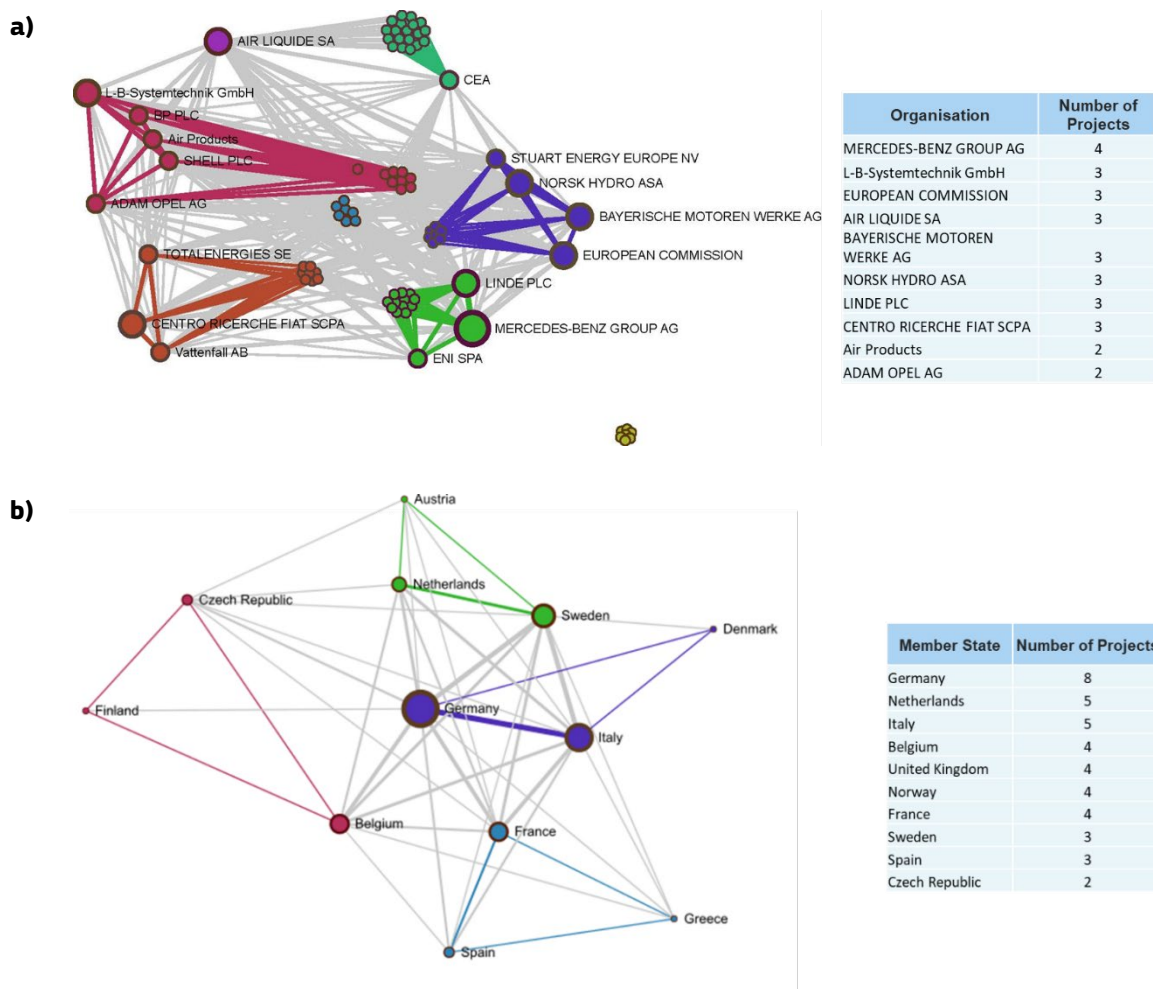 a)
AIR LIQUIDE SA
CEA
L-B-Systemtechnik GmbH
BP PLC
Air Products
SHELL PLC
STUART ENERGY EUROPE NV
NORSK HYDRO ASA
ADAM OPEL AG
BAYERISCHE MOTOREN WERKE AG
TOTALENERGIES SE
EUROPEAN COMMISSION
LINDE PLC
CENTRO RICERCHE FIAT SCPA
MERCEDES-BENZ GROUP AG
Vattenfall AB
ENI SPA
Organisation Number of Projects
MERCEDES-BENZ GROUP AG 4
L-B-Systemtechnik GmbH 3
EUROPEAN COMMISSION 3
AIR LIQUIDE SA 3
BAYERISCHE MOTOREN
WERKE AG 3
NORSK HYDRO ASA 3
LINDE PLC 3
CENTRO RICERCHE FIAT SCPA 3
Air Products 2
ADAM OPEL AG 2
b)
Austria
Netherlands
Czech Republic
Sweden
Denmark
Finland
Germany
Italy
Belgium
France
Greece
Spain
Member State Number of Projects
Germany 8
Netherlands 5
Italy 5
Belgium 4
United Kingdom 4
Norway 4
France 4
Sweden 3
Spain 3
Czech Republic 2